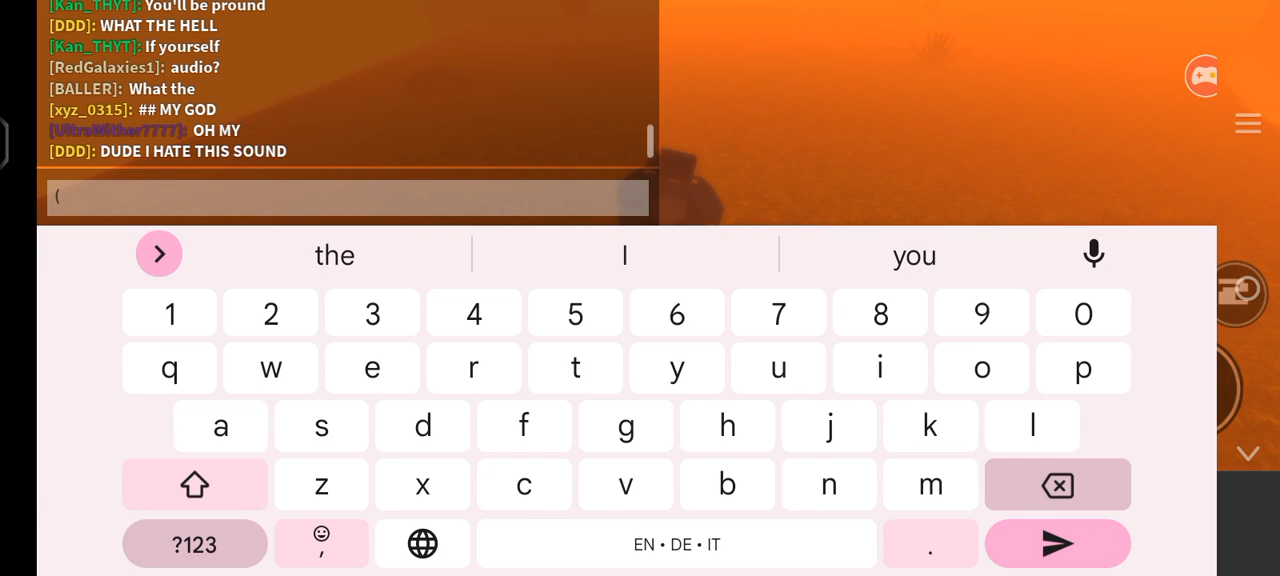 [Kan_THYT]: You'll be pround
[DDD]: WHAT THE HELL
[Kan_THYT]: If yourself
[RedGalaxies1]: audio?
[BALLER]: What the
[xyz_0315]: ## MY GOD
[UltraWither7777]: OH MY
[DDD]: DUDE I HATE THIS SOUND
(
the I you
1 2 3 4 5 6 7 8 9 0
q w e r t y u i o p
a s d f g h j k l
z x c v b n m
?123 , EN • DE • IT .